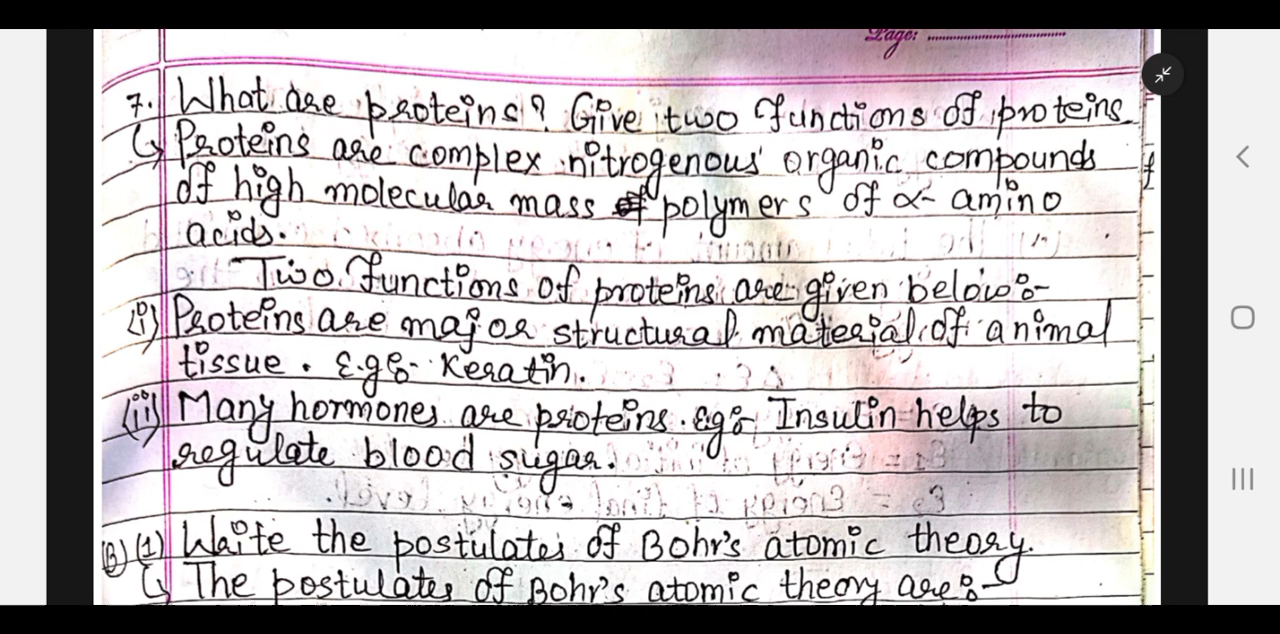 Page:
7. What are proteins? Give two functions of proteins.
↳ Proteins are complex nitrogenous organic compounds
of high molecular mass polymers of α- amino
acids.
Two functions of proteins are given below:-
(i) Proteins are major structural material of animal
tissue. E.g:- Keratin.
(ii) Many hormones are proteins. Eg:- Insulin helps to
regulate blood sugar.
(B) (1) Write the postulates of Bohr's atomic theory.
↳ The postulates of Bohr's atomic theory are:-